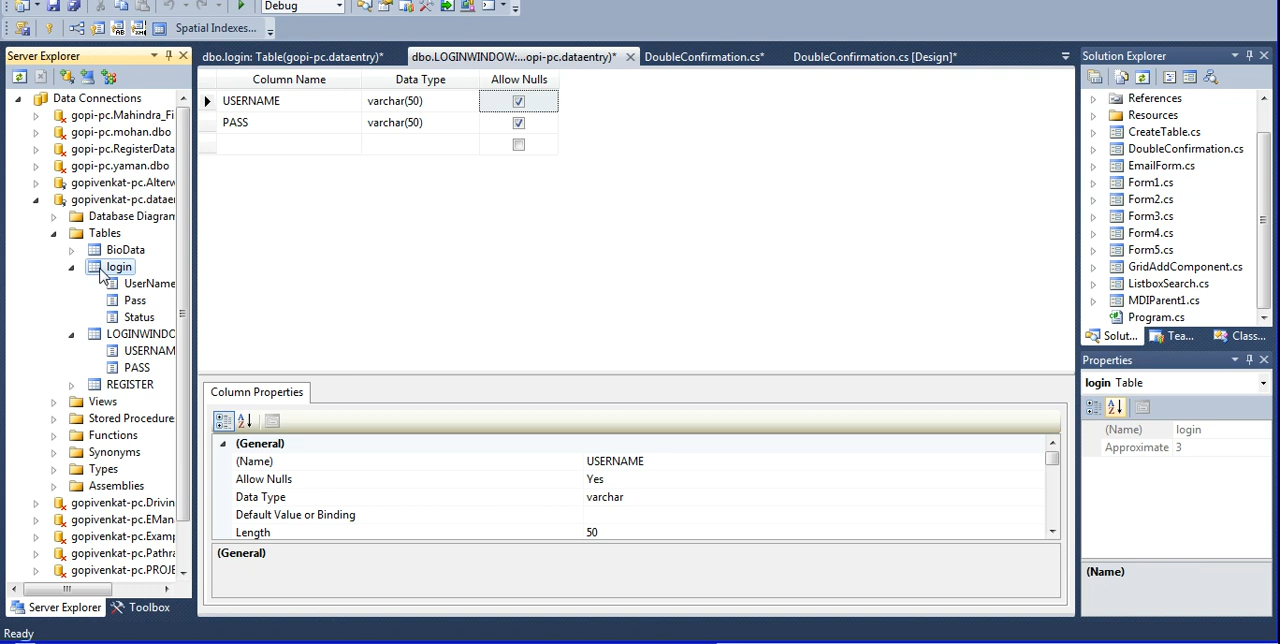 Debug
Spatial Indexes...
Server Explorer
Data Connections
gopi-pc.Mahindra_Fi
gopi-pc.mohan.dbo
gopi-pc.RegisterData
gopi-pc.yaman.dbo
gopivenkat-pc.Alterw
gopivenkat-pc.dataer
Database Diagram
Tables
BioData
login
UserName
Pass
Status
LOGINWINDO
USERNAM
PASS
REGISTER
Views
Stored Procedure
Functions
Synonyms
Types
Assemblies
gopivenkat-pc.Drivin
gopivenkat-pc.EMan
gopivenkat-pc.Examp
gopivenkat-pc.Pathra
gopivenkat-pc.PROJE
Server Explorer Toolbox
dbo.login: Table(gopi-pc.dataentry)* dbo.LOGINWINDOW:...opi-pc.dataentry)* DoubleConfirmation.cs* DoubleConfirmation.cs [Design]*
Column Name Data Type Allow Nulls
USERNAME varchar(50)
PASS varchar(50)
Column Properties
(General)
(Name) USERNAME
Allow Nulls Yes
Data Type varchar
Default Value or Binding
Length 50
(General)
Solution Explorer
References
Resources
CreateTable.cs
DoubleConfirmation.cs
EmailForm.cs
Form1.cs
Form2.cs
Form3.cs
Form4.cs
Form5.cs
GridAddComponent.cs
ListboxSearch.cs
MDIParent1.cs
Program.cs
Solut... Tea... Class...
Properties
login Table
(Name) login
Approximate 3
(Name)
Ready